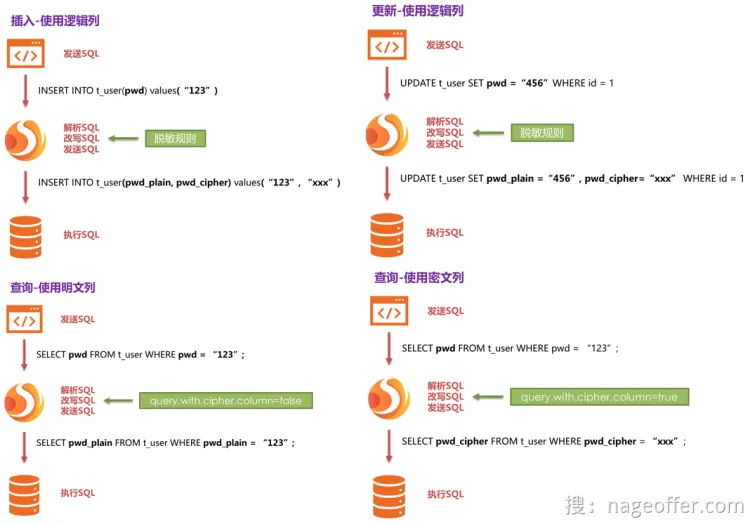 插入-使用逻辑列
发送SQL
INSERT INTO t_user(pwd) values(“123”)
解析SQL
改写SQL
发送SQL
脱敏规则
INSERT INTO t_user(pwd_plain, pwd_cipher) values(“123”, “xxx”)
执行SQL
更新-使用逻辑列
发送SQL
UPDATE t_user SET pwd =“456” WHERE id = 1
解析SQL
改写SQL
发送SQL
脱敏规则
UPDATE t_user SET pwd_plain =“456”, pwd_cipher=“xxx” WHERE id = 1
执行SQL
查询-使用明文列
发送SQL
SELECT pwd FROM t_user WHERE pwd = “123”;
解析SQL
改写SQL
发送SQL
query.with.cipher.column=false
SELECT pwd_plain FROM t_user WHERE pwd_plain = “123”;
执行SQL
查询-使用密文列
发送SQL
SELECT pwd FROM t_user WHERE pwd = “123”;
解析SQL
改写SQL
发送SQL
query.with.cipher.column=true
SELECT pwd_cipher FROM t_user WHERE pwd_cipher = “xxx”;
执行SQL
搜：nageoffer.com